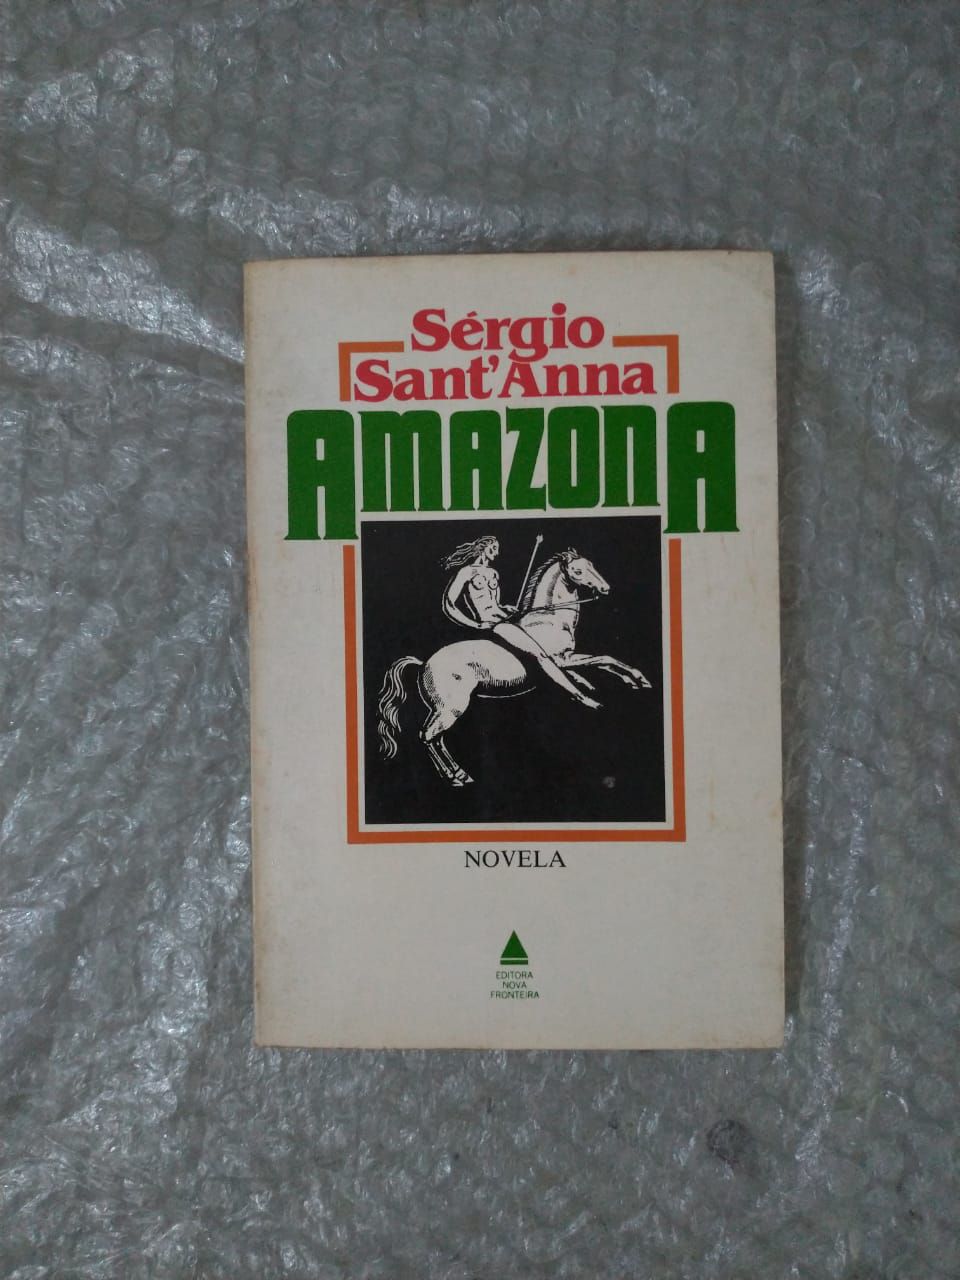 Sérgio
Sant'Anna
AMAZONA
NOVELA
EDITORA
NOVA
FRONTEIRA